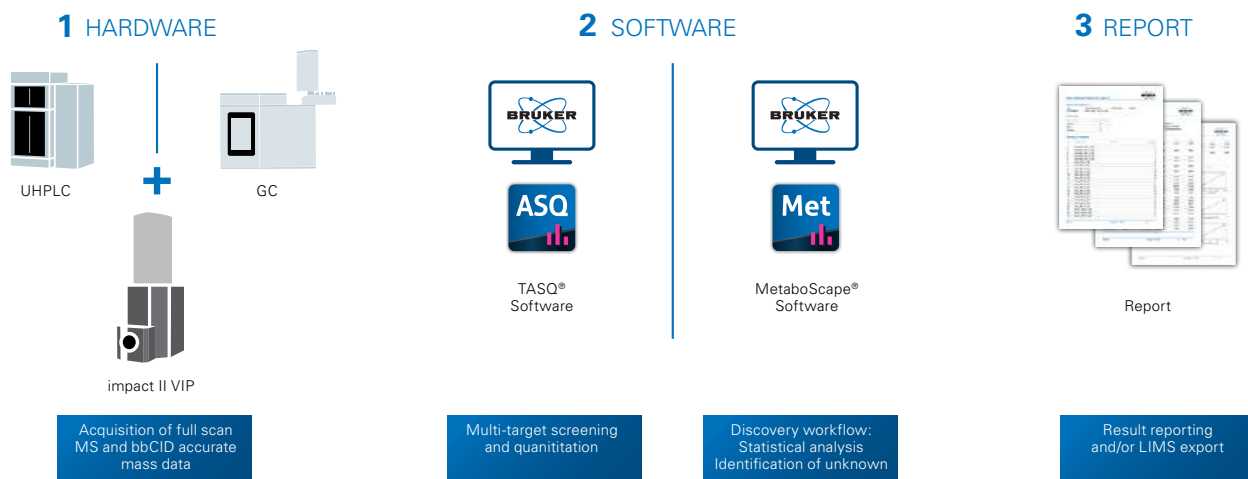 1 HARDWARE
UHPLC
GC
impact II VIP
Acquisition of full scan
MS and bbCID accurate
mass data
2 SOFTWARE
BRUKER
ASQ
TASQ®
Software
Multi-target screening
and quanititation
BRUKER
Met
MetaboScape®
Software
Discovery workflow:
Statistical analysis
Identification of unknown
3 REPORT
Report
Result reporting
and/or LIMS export